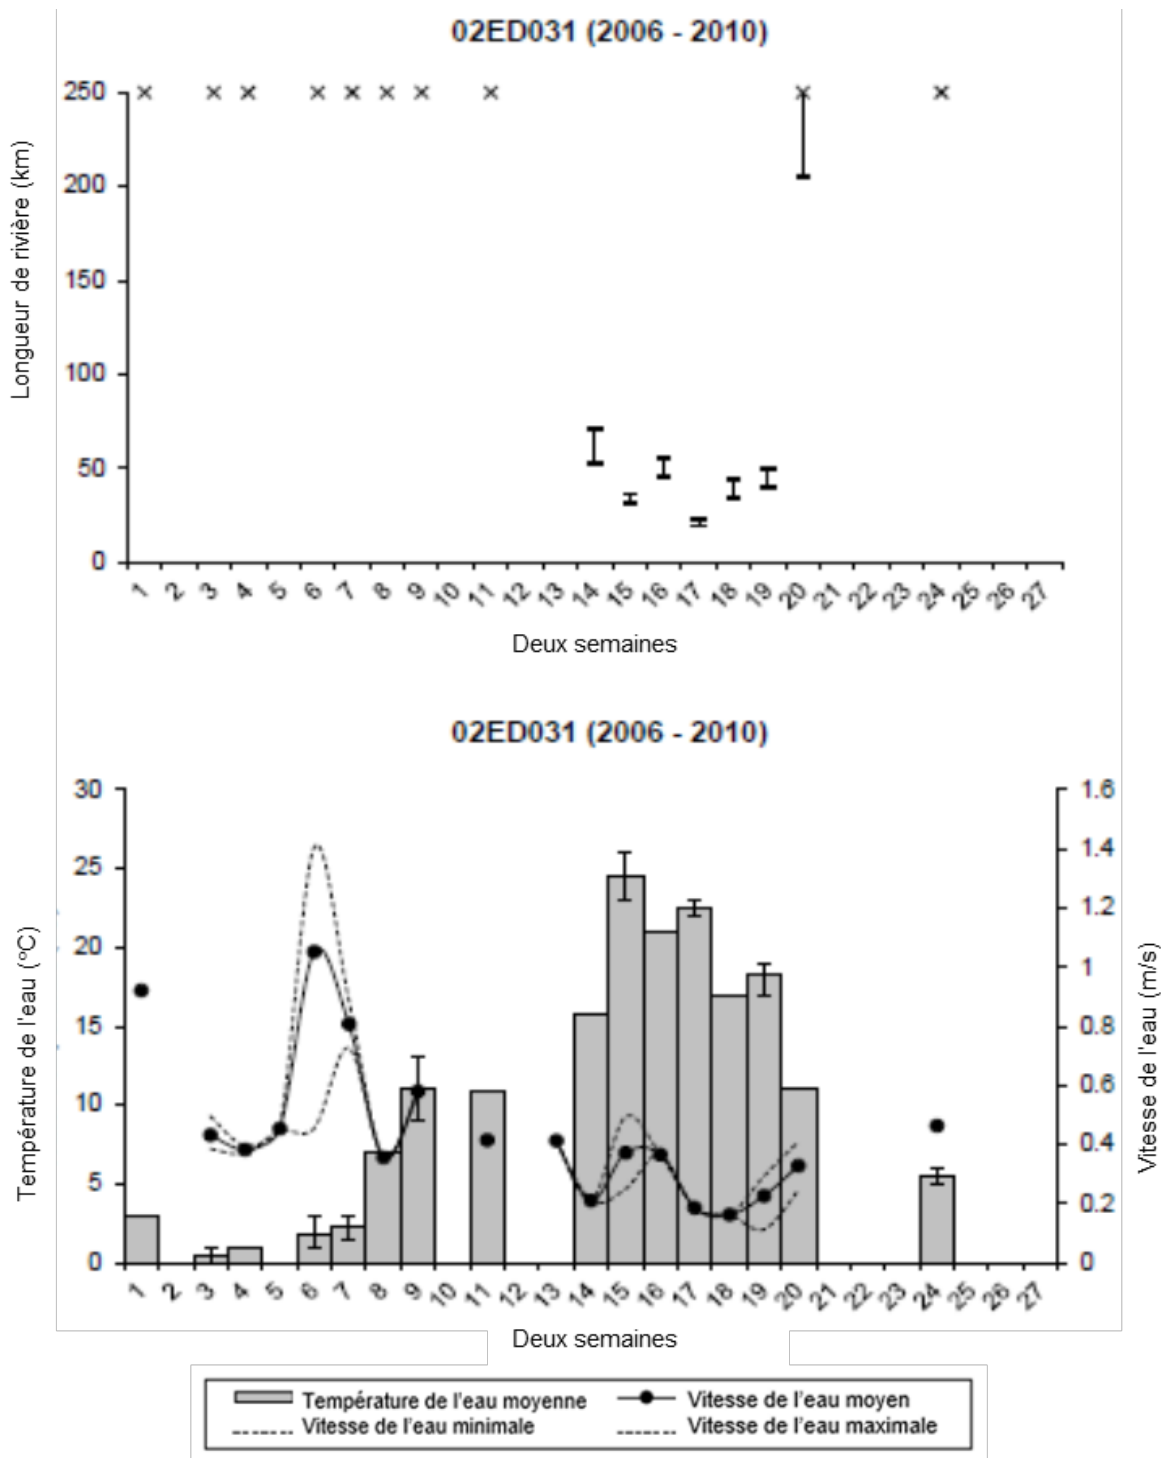 02ED031 (2006 - 2010)
Longueur de rivière (km)
250
200
150
100
50
0
1 2 3 4 5 6 7 8 9 10 11 12 13 14 15 16 17 18 19 20 21 22 23 24 25 26 27
Deux semaines
02ED031 (2006 - 2010)
Température de l'eau (°C)
30
25
20
15
10
5
0
1.6
1.4
1.2
1
0.8
0.6
0.4
0.2
0
Vitesse de l'eau (m/s)
1 2 3 4 5 6 7 8 9 10 11 12 13 14 15 16 17 18 19 20 21 22 23 24 25 26 27
Deux semaines
Température de l'eau moyenne
Vitesse de l'eau moyen
Vitesse de l'eau minimale
Vitesse de l'eau maximale